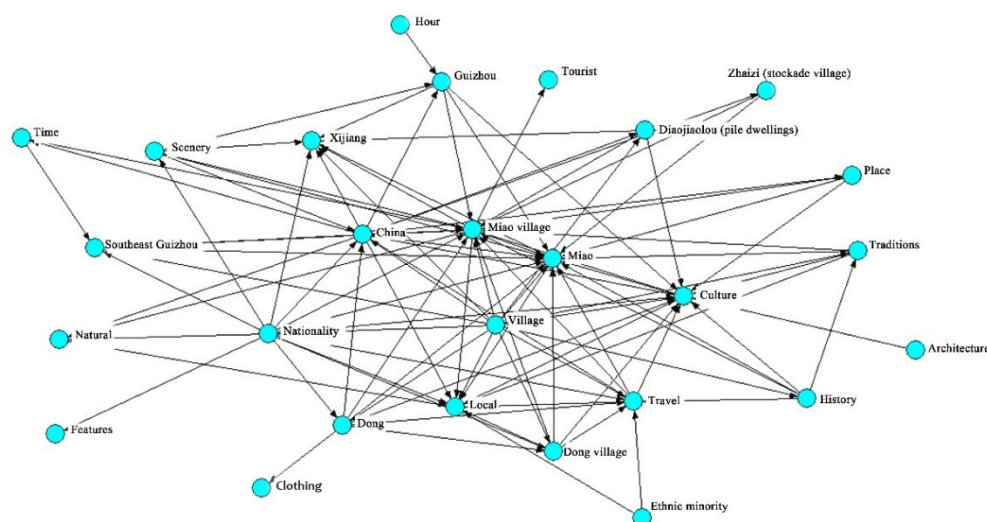 Hour
Guizhou
Tourist
Zhaizi (stockade village)
Time
Scenery
Xijiang
Diaojiaolou (pile dwellings)
Place
Southeast Guizhou
China
Miao village
Miao
Traditions
Culture
Natural
Nationality
Village
Architecture
Features
Dong
Local
Travel
History
Clothing
Dong village
Ethnic minority